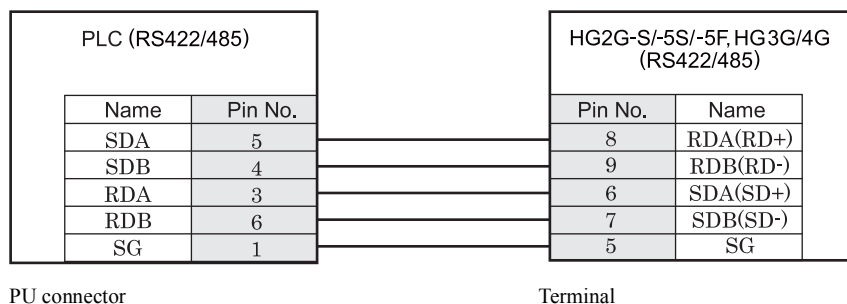 PLC (RS422/485)
HG2G-S/-5S/-5F, HG3G/4G
(RS422/485)
Name Pin No. Pin No. Name
SDA 5 8 RDA(RD+)
SDB 4 9 RDB(RD-)
RDA 3 6 SDA(SD+)
RDB 6 7 SDB(SD-)
SG 1 5 SG
PU connector Terminal